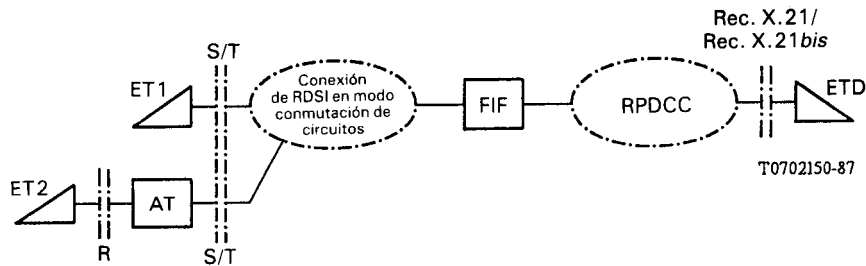 Rec. X.21/
Rec. X.21bis
S/T
ET1
Conexión
de RDSI en modo
conmutación de
circuitos
FIF
RPDCC
ETD
T0702150-87
ET2
AT
R
S/T